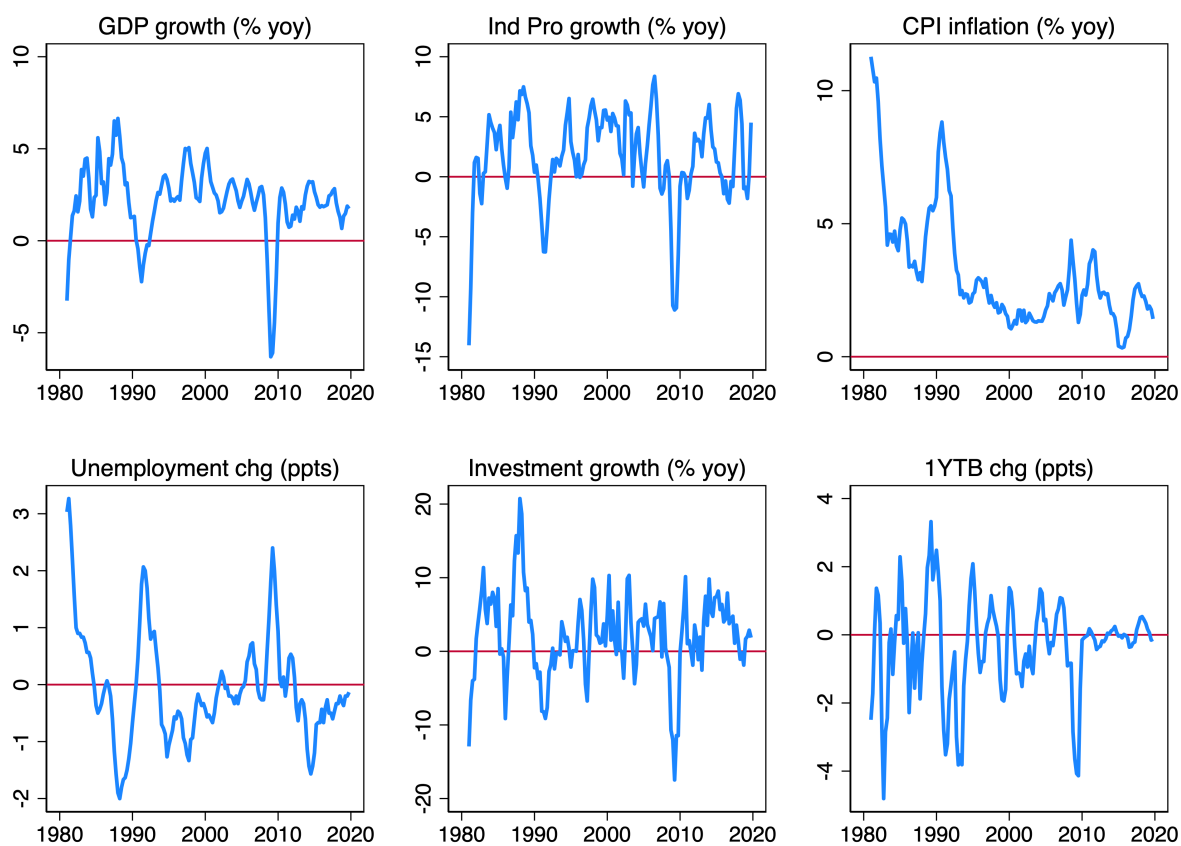 GDP growth (% yoy)
10
5
0
-5
1980 1990 2000 2010 2020
Ind Pro growth (% yoy)
10
5
0
-5
-10
-15
1980 1990 2000 2010 2020
CPI inflation (% yoy)
10
5
0
1980 1990 2000 2010 2020
Unemployment chg (ppts)
3
2
1
0
-1
-2
1980 1990 2000 2010 2020
Investment growth (% yoy)
20
10
0
-10
-20
1980 1990 2000 2010 2020
1YTB chg (ppts)
4
2
0
-2
-4
1980 1990 2000 2010 2020